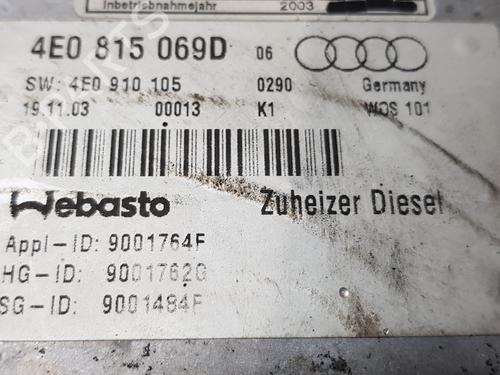 Inbetriebnahmejahr 2003
4E0 815 069D 06
SW: 4E0 910 105 0290 Germany
19.11.03 00013 K1 WOS 101
Webasto Zuheizer Diesel
Appl-ID: 9001764F
HG-ID: 9001762G
SG-ID: 9001484F